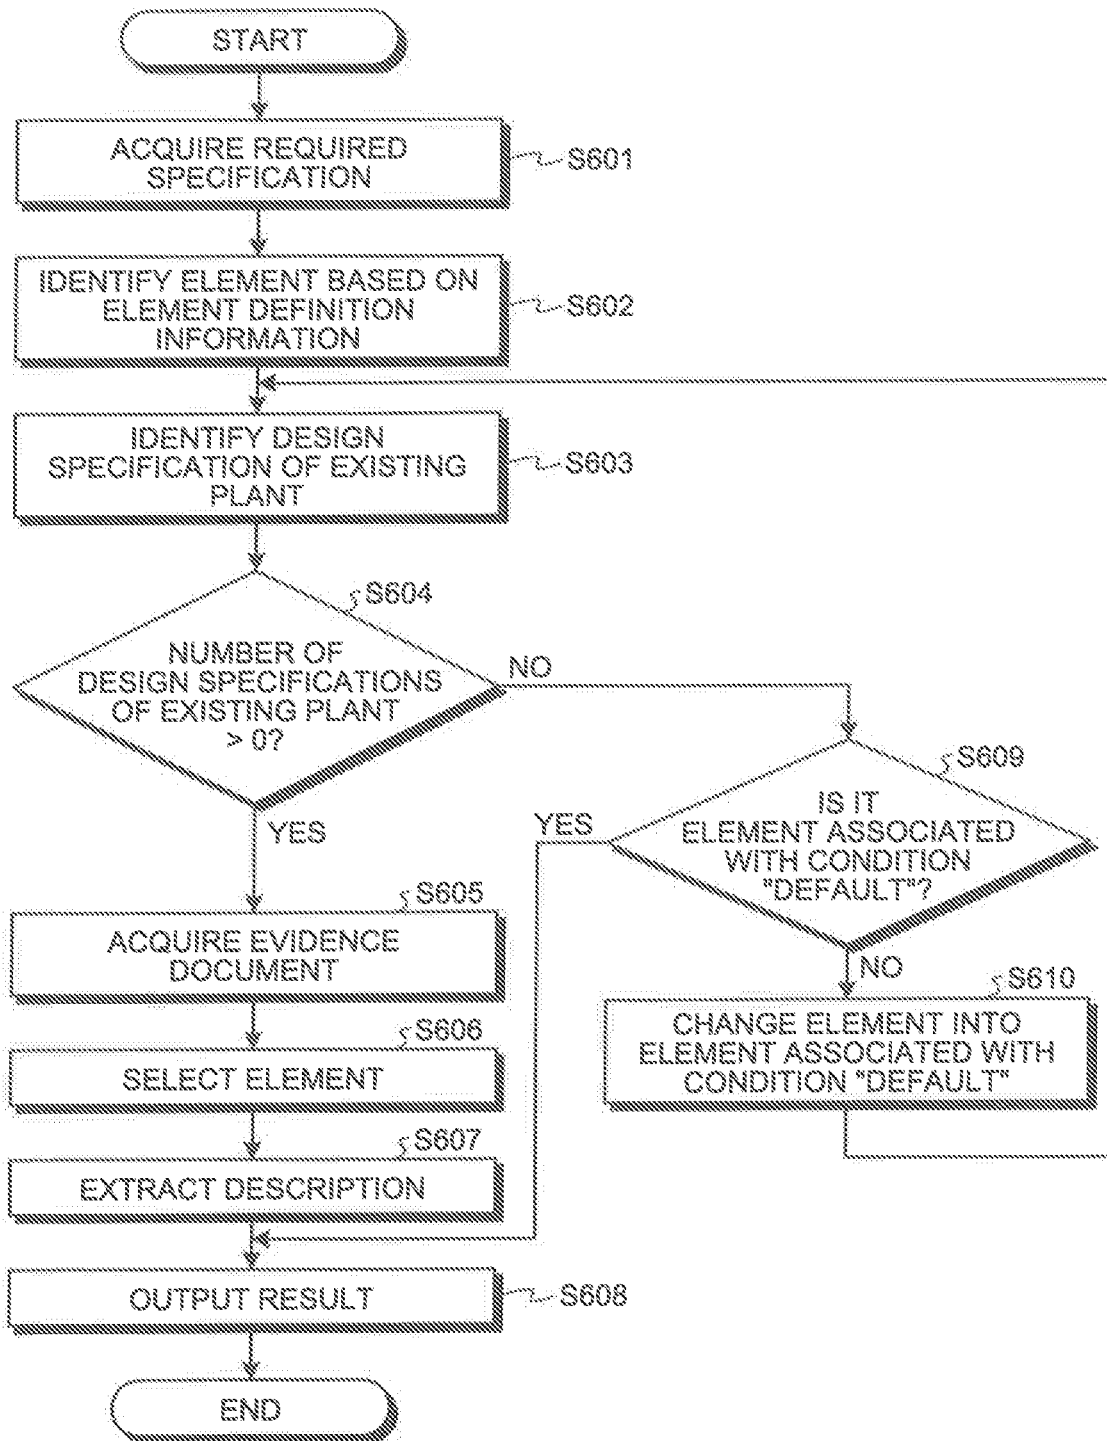 START
ACQUIRE REQUIRED
SPECIFICATION
S601
IDENTIFY ELEMENT BASED ON
ELEMENT DEFINITION
INFORMATION
S602
IDENTIFY DESIGN
SPECIFICATION OF EXISTING
PLANT
S603
S604
NUMBER OF
DESIGN SPECIFICATIONS
OF EXISTING PLANT
> 0?
NO
YES
S609
IS IT
ELEMENT ASSOCIATED
WITH CONDITION
"DEFAULT"?
YES
NO
S605
ACQUIRE EVIDENCE
DOCUMENT
S610
CHANGE ELEMENT INTO
ELEMENT ASSOCIATED WITH
CONDITION "DEFAULT"
S606
SELECT ELEMENT
S607
EXTRACT DESCRIPTION
OUTPUT RESULT
S608
END